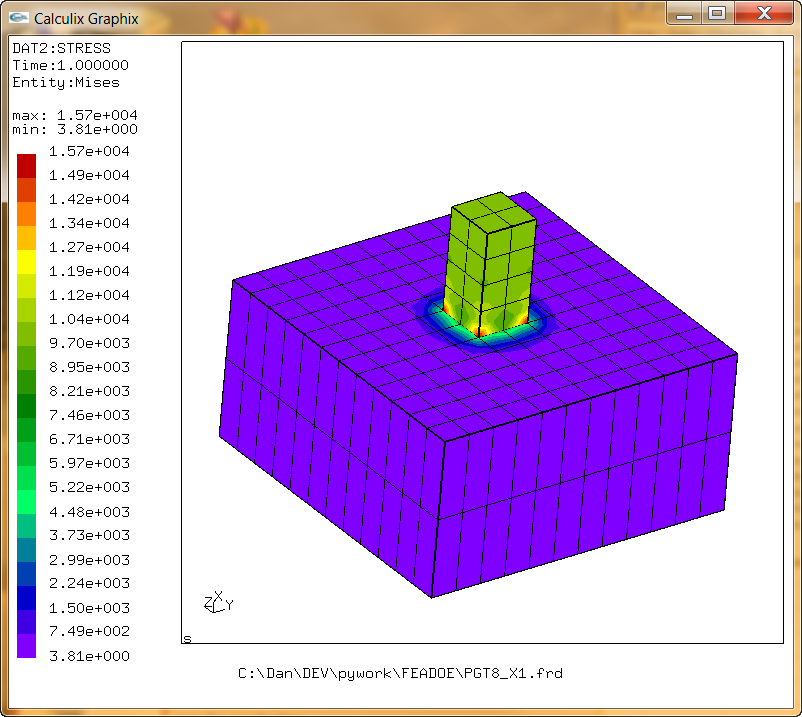 Calculix Graphix
DAT2:STRESS
Time:1.000000
Entity:Mises
max: 1.57e+004
min: 3.81e+000
1.57e+004
1.49e+004
1.42e+004
1.34e+004
1.27e+004
1.19e+004
1.12e+004
1.04e+004
9.70e+003
8.95e+003
8.21e+003
7.46e+003
6.71e+003
5.97e+003
5.22e+003
4.48e+003
3.73e+003
2.99e+003
2.24e+003
1.50e+003
7.49e+002
3.81e+000
X
Z Y
s
C:\Dan\DEV\pywork\FEADOE\PGT8_X1.frd